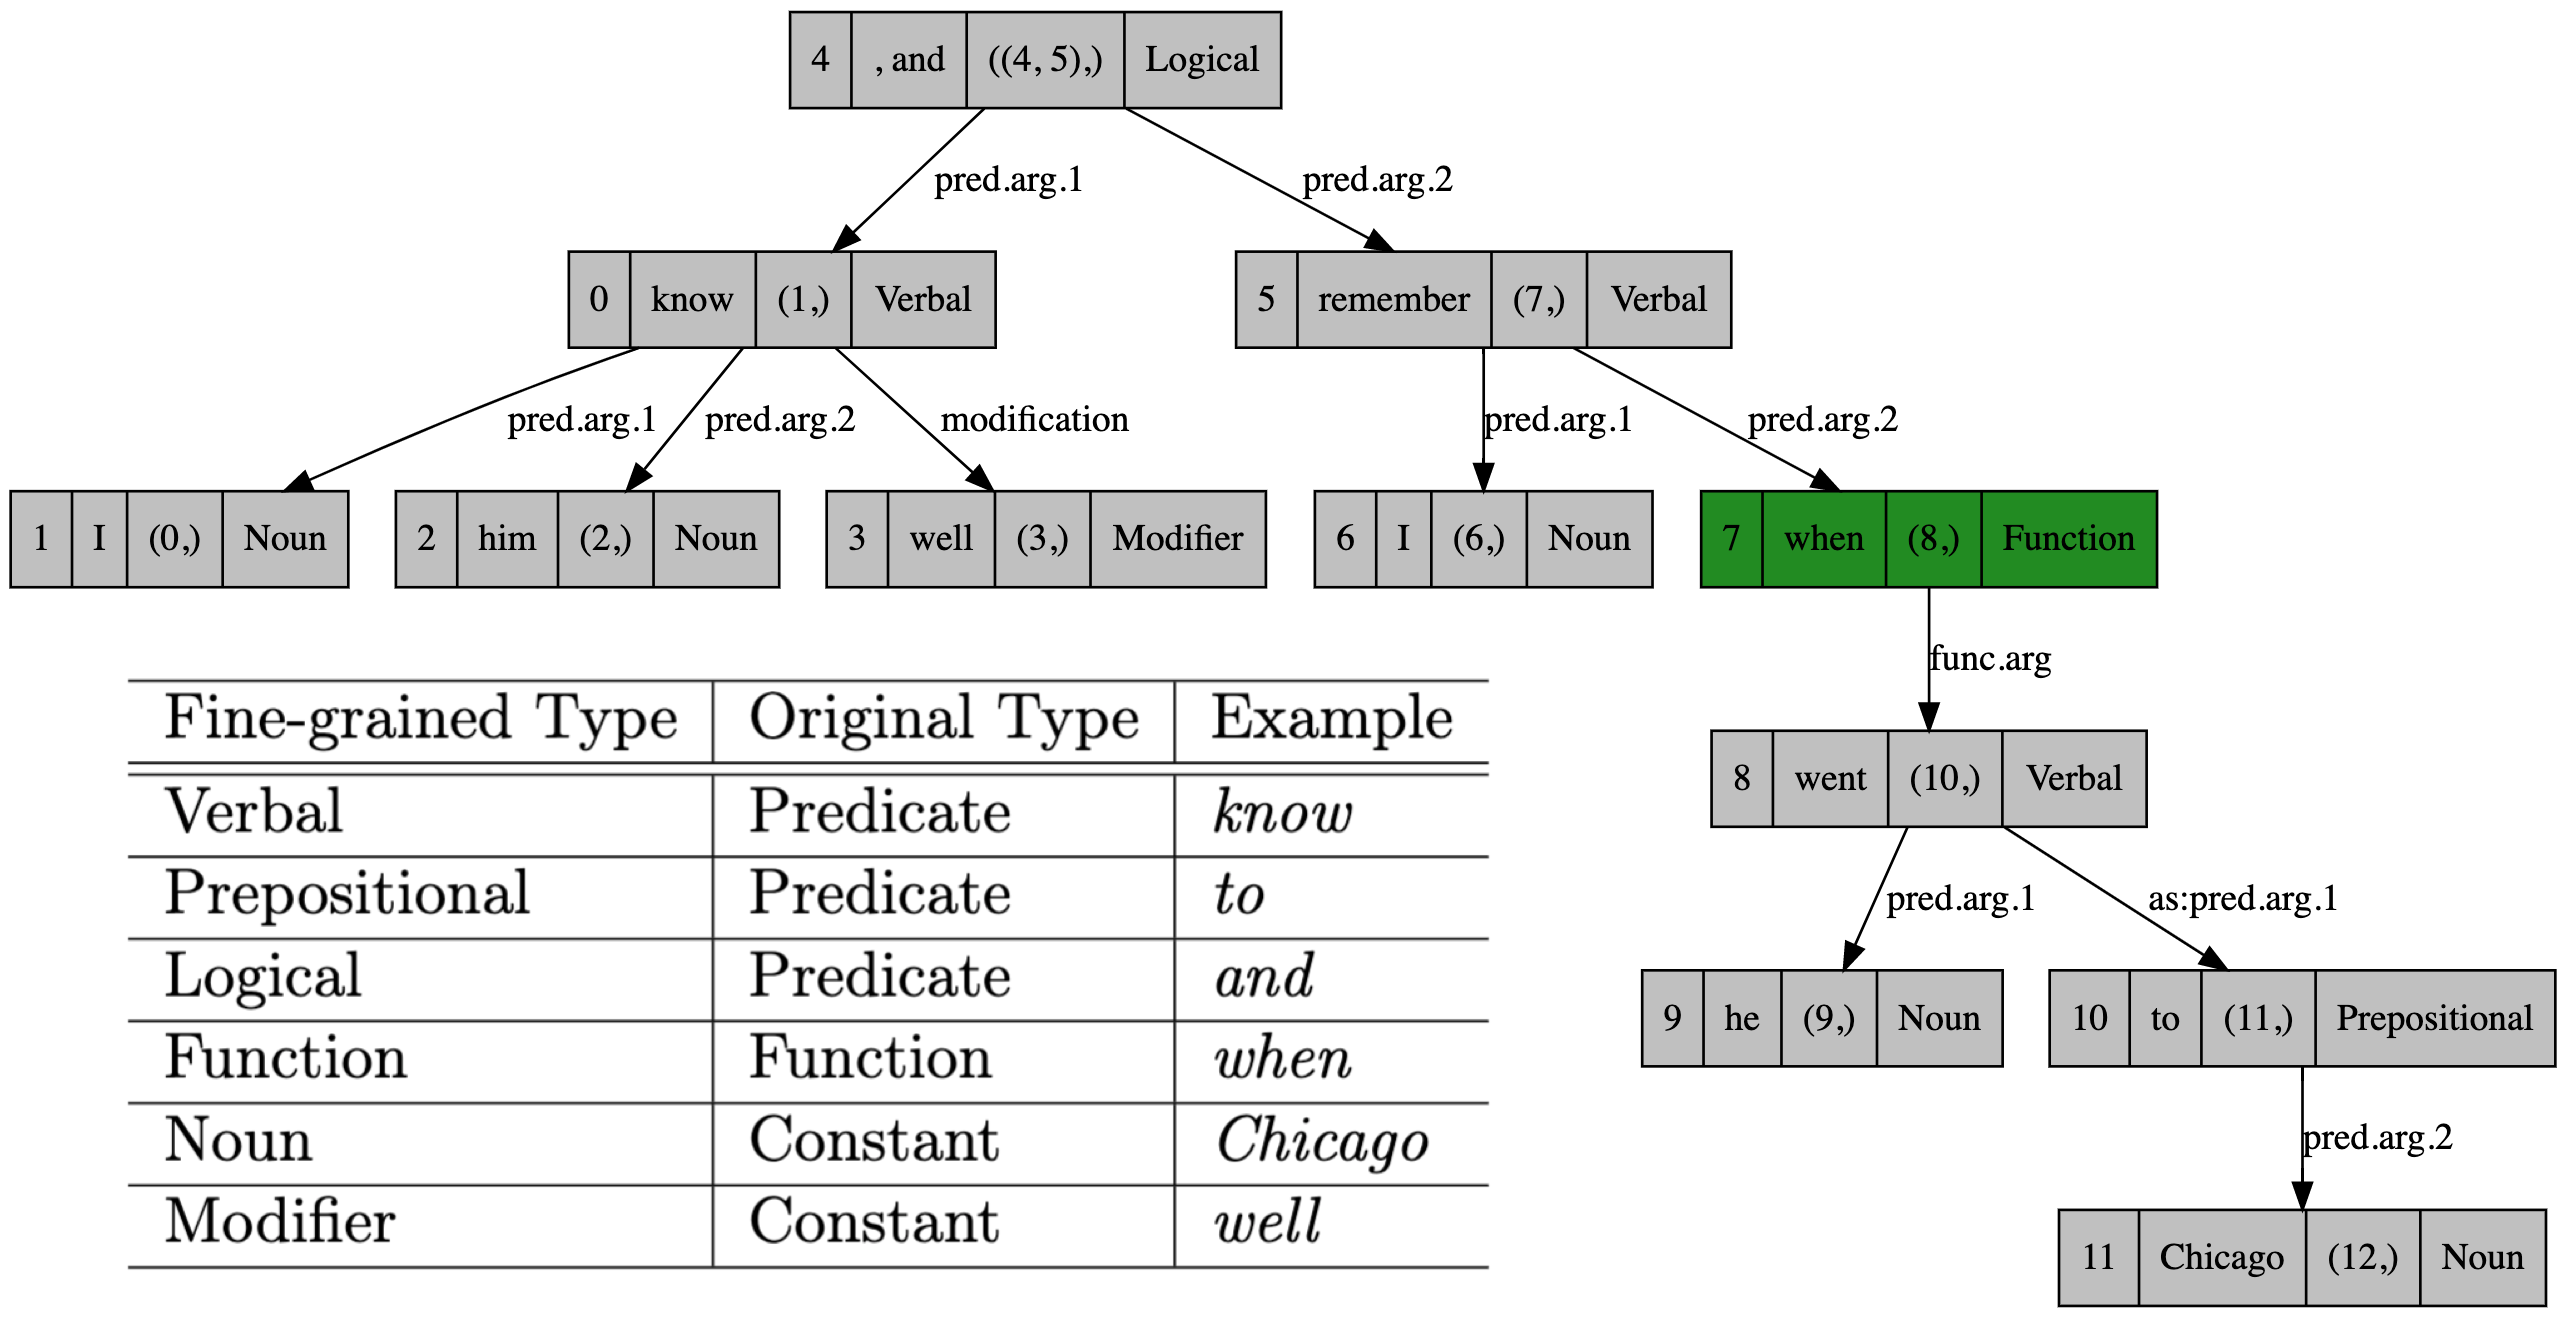 4 , and ((4, 5),) Logical
pred.arg.1 pred.arg.2
0 know (1,) Verbal 5 remember (7,) Verbal
pred.arg.1 pred.arg.2 modification pred.arg.1 pred.arg.2
1 I (0,) Noun 2 him (2,) Noun 3 well (3,) Modifier 6 I (6,) Noun 7 when (8,) Function
func.arg
8 went (10,) Verbal
pred.arg.1 as:pred.arg.1
9 he (9,) Noun 10 to (11,) Prepositional
pred.arg.2
11 Chicago (12,) Noun
Fine-grained Type Original Type Example
Verbal Predicate know
Prepositional Predicate to
Logical Predicate and
Function Function when
Noun Constant Chicago
Modifier Constant well